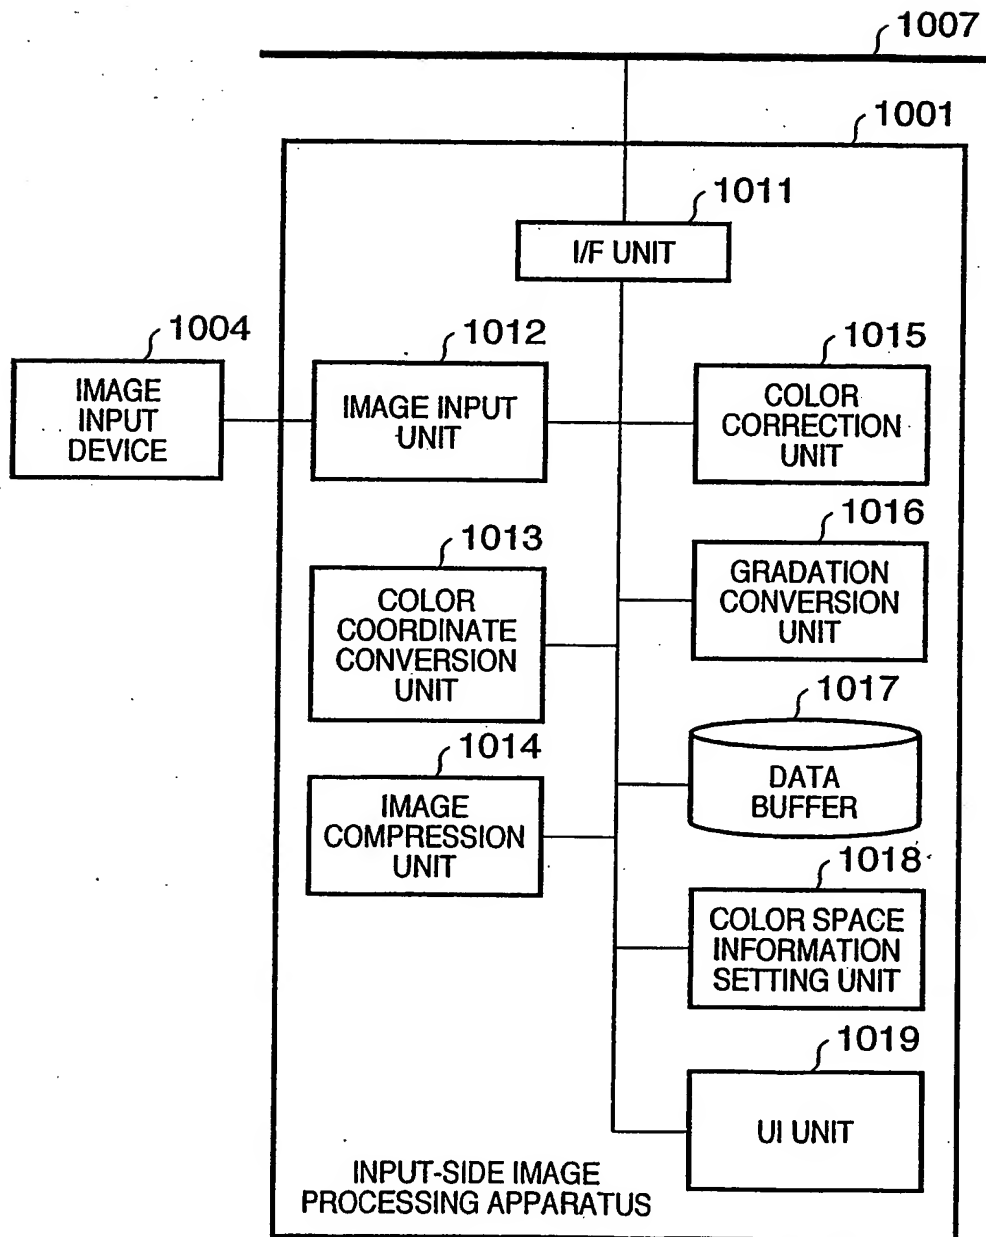 1007
1001
1011
I/F UNIT
1004
IMAGE
INPUT
DEVICE
1012
IMAGE INPUT
UNIT
1015
COLOR
CORRECTION
UNIT
1013
COLOR
COORDINATE
CONVERSION
UNIT
1016
GRADATION
CONVERSION
UNIT
1014
IMAGE
COMPRESSION
UNIT
1017
DATA
BUFFER
1018
COLOR SPACE
INFORMATION
SETTING UNIT
1019
UI UNIT
INPUT-SIDE IMAGE
PROCESSING APPARATUS